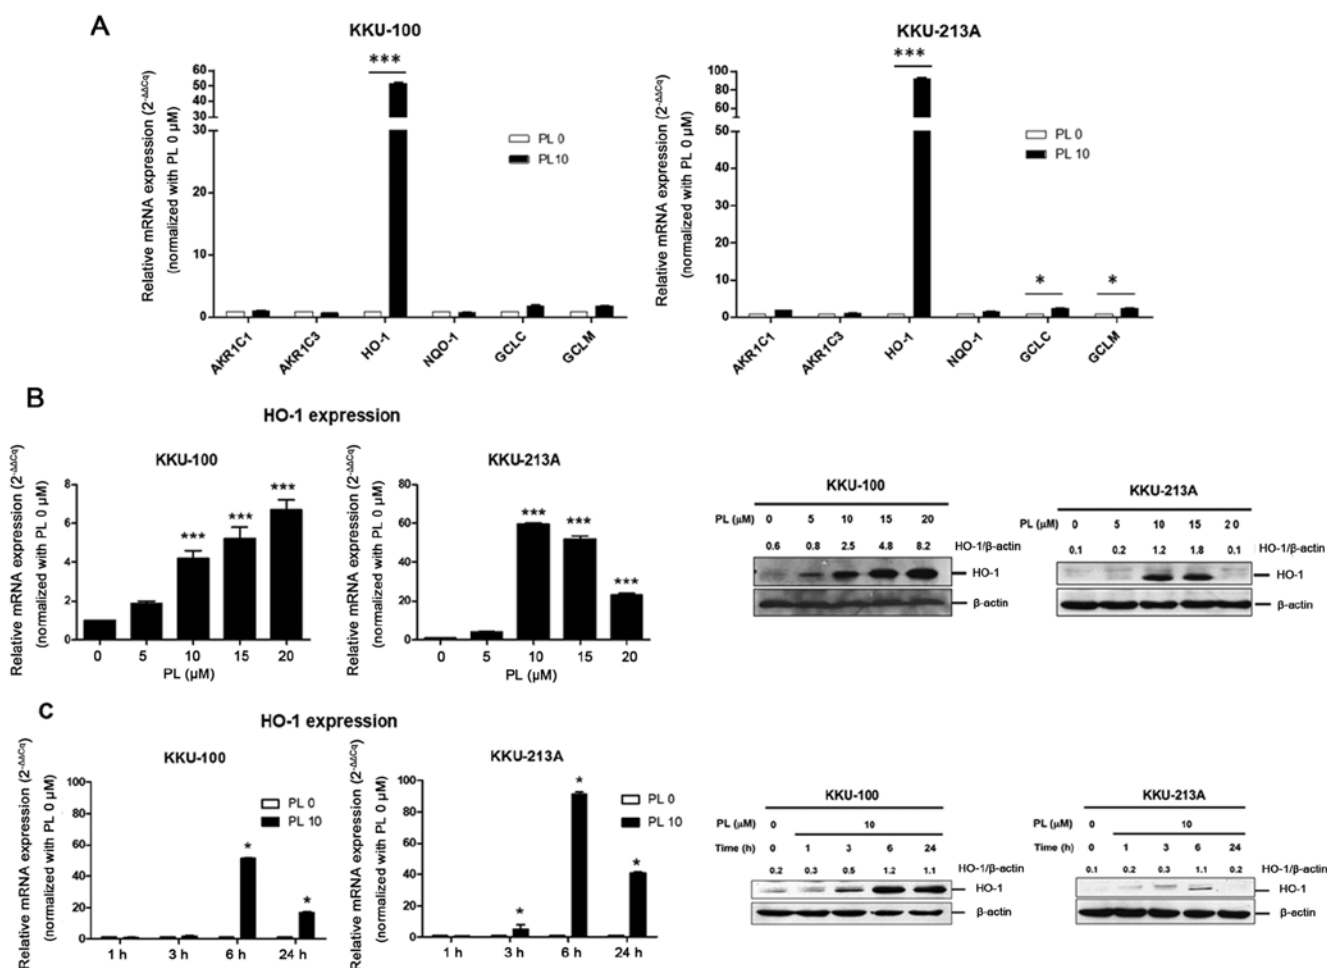 A
KKU-100
Relative mRNA expression (2-ΔΔCq)
(normalized with PL 0 µM)
60
50
40
30
30
20
10
0
***
PL 0
PL 10
AKR1C1
AKR1C3
HO-1
NQO-1
GCLC
GCLM
KKU-213A
Relative mRNA expression (2-ΔΔCq)
(normalized with PL 0 µM)
100
80
60
50
40
30
20
10
0
***
*
*
PL 0
PL 10
AKR1C1
AKR1C3
HO-1
NQO-1
GCLC
GCLM
B
HO-1 expression
KKU-100
Relative mRNA expression (2-ΔΔCq)
(normalized with PL 0 µM)
8
6
4
2
0
*** *** ***
0 5 10 15 20
PL (µM)
KKU-213A
Relative mRNA expression (2-ΔΔCq)
(normalized with PL 0 µM)
80
60
40
20
0
*** *** ***
0 5 10 15 20
PL (µM)
KKU-100
PL (µM) 0 5 10 15 20
0.6 0.8 2.5 4.8 8.2 HO-1/β-actin
HO-1
β-actin
KKU-213A
PL (µM) 0 5 10 15 20
0.1 0.2 1.2 1.8 0.1 HO-1/β-actin
HO-1
β-actin
C
HO-1 expression
KKU-100
Relative mRNA expression (2-ΔΔCq)
(normalized with PL 0 µM)
100
80
60
40
20
0
PL 0
PL 10
* *
1 h 3 h 6 h 24 h
KKU-213A
Relative mRNA expression (2-ΔΔCq)
(normalized with PL 0 µM)
100
80
60
40
20
0
PL 0
PL 10
* * *
1 h 3 h 6 h 24 h
KKU-100
PL (µM) 0 10
Time (h) 0 1 3 6 24
0.2 0.3 0.5 1.2 1.1 HO-1/β-actin
HO-1
β-actin
KKU-213A
PL (µM) 0 10
Time (h) 0 1 3 6 24
0.1 0.2 0.3 1.1 0.2 HO-1/β-actin
HO-1
β-actin